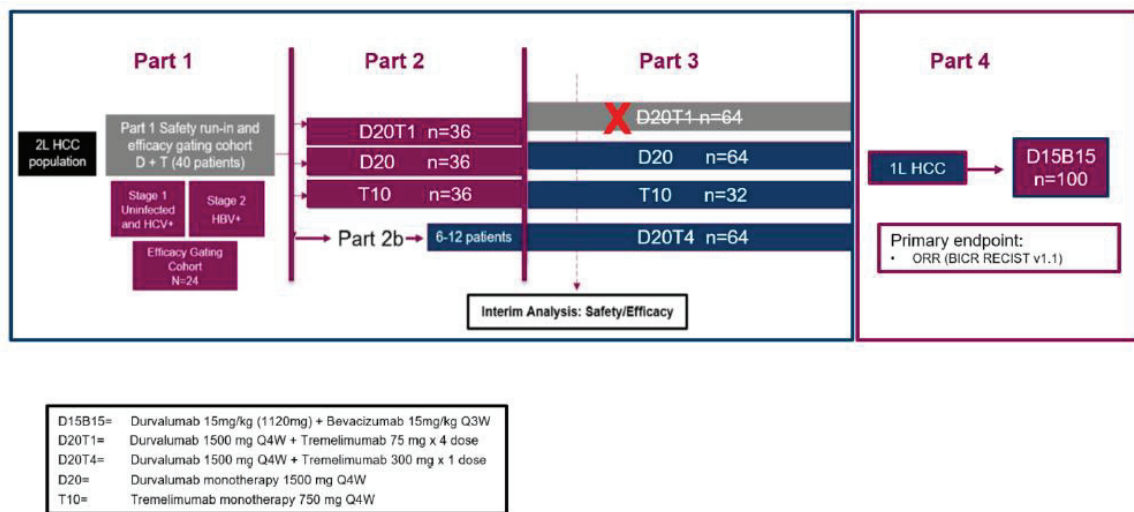 Part 1
Part 2
Part 3
Part 4
2L HCC
population
Part 1 Safety run-in and
efficacy gating cohort
D + T (40 patients)
Stage 1
Uninfected
and HCV+
Stage 2
HBV+
Efficacy Gating
Cohort
N=24
D20T1 n=36
D20 n=36
T10 n=36
Part 2b
6-12 patients
X
D20T1 n=64
D20 n=64
T10 n=32
D20T4 n=64
Interim Analysis: Safety/Efficacy
1L HCC
D15B15
n=100
Primary endpoint:
• ORR (BICR RECIST v1.1)
D15B15= Durvalumab 15mg/kg (1120mg) + Bevacizumab 15mg/kg Q3W
D20T1= Durvalumab 1500 mg Q4W + Tremelimumab 75 mg x 4 dose
D20T4= Durvalumab 1500 mg Q4W + Tremelimumab 300 mg x 1 dose
D20= Durvalumab monotherapy 1500 mg Q4W
T10= Tremelimumab monotherapy 750 mg Q4W